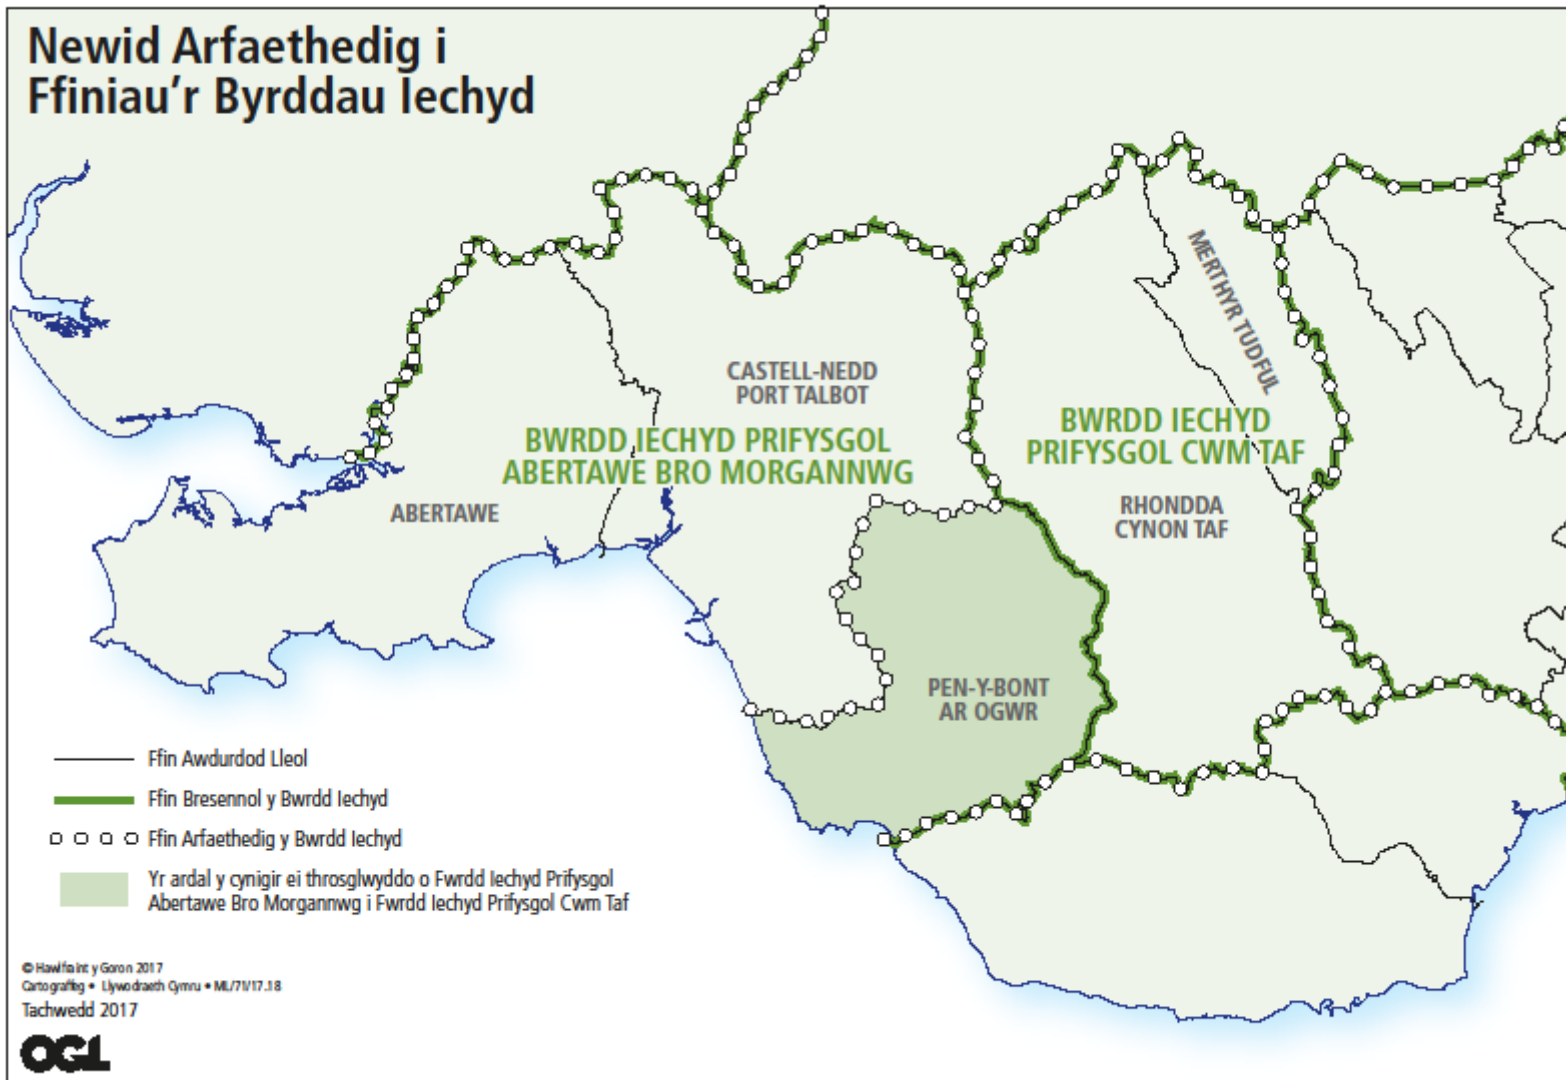 Newid Arfaethedig i
Ffiniau'r Byrddau Iechyd
MERTHYR TUDFUL
CASTELL-NEDD
PORT TALBOT
BWRDD IECHYD PRIFYSGOL
ABERTAWE BRO MORGANNWG
BWRDD IECHYD
PRIFYSGOL CWM TAF
ABERTAWE
RHONDDA
CYNON TAF
PEN-Y-BONT
AR OGWR
Ffin Awdurdod Lleol
Ffin Bresennol y Bwrdd Iechyd
Ffin Arfaethedig y Bwrdd Iechyd
Yr ardal y cynigir ei throsglwyddo o Fwrdd Iechyd Prifysgol
Abertawe Bro Morgannwg i Fwrdd Iechyd Prifysgol Cwm Taf
© Hawlfraint y Goron 2017
Cartograffeg • Llywodraeth Cymru • ML/71/17.18
Tachwedd 2017
OGL